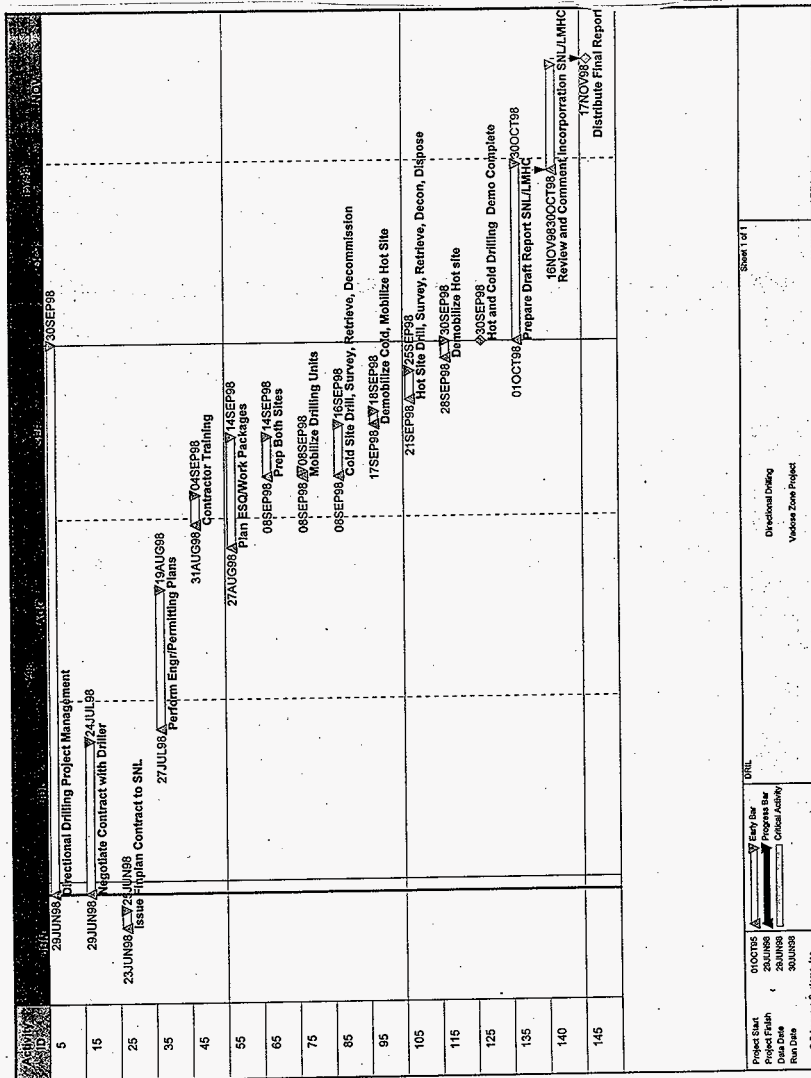 Activity ID
5
29JUN98 30SEP98
Directional Drilling Project Management
15
29JUN98 24JUL98
Negotiate Contract with Driller
25
23JUN98 25JUN98
Issue Finplan Contract to SNL
35
27JUL98 19AUG98
Perform Engr/Permitting Plans
45
31AUG98 04SEP98
Contractor Training
55
27AUG98 14SEP98
Plan ESQ/Work Packages
65
08SEP98 14SEP98
Prep Both Sites
75
08SEP98 08SEP98
Mobilize Drilling Units
85
08SEP98 16SEP98
Cold Site Drill, Survey, Retrieve, Decommission
95
17SEP98 18SEP98
Demobilize Cold, Mobilize Hot Site
105
21SEP98 25SEP98
Hot Site Drill, Survey, Retrieve, Decon, Dispose
115
28SEP98 30SEP98
Demobilize Hot site
125
30SEP98
Hot and Cold Drilling Demo Complete
135
01OCT98 30OCT98
Prepare Draft Report SNL/LMHC
140
16NOV9830OCT98
Review and Comment Incorporration SNL/LMHC
145
17NOV98
Distribute Final Report
Project Start 01OCT95
Project Finish 29JUN98
Data Date 29JUN98
Run Date 30JUN98
Early Bar
Progress Bar
Critical Activity
DRIL
Directional Drilling
Vadose Zone Project
Sheet 1 of 1